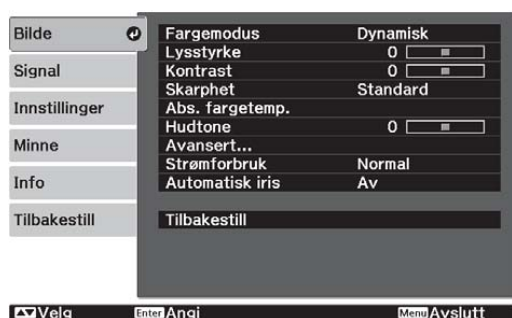 Bilde
Signal
Innstillinger
Minne
Info
Tilbakestill
Fargemodus Dynamisk
Lysstyrke 0
Kontrast 0
Skarphet Standard
Abs. fargetemp.
Hudtone 0
Avansert...
Strømforbruk Normal
Automatisk iris Av
Tilbakestill
Velg Enter Angi Menu Avslutt